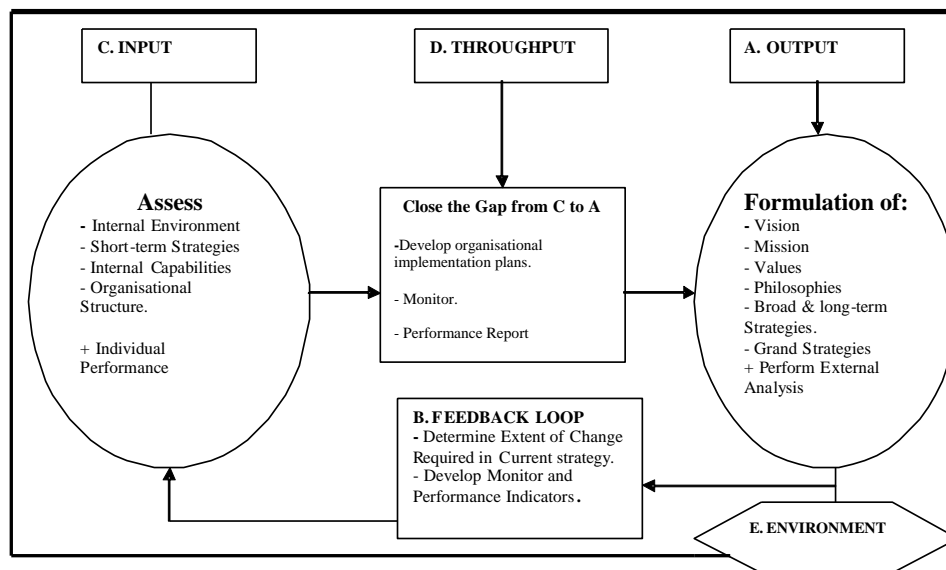 C. INPUT
D. THROUGHPUT
A. OUTPUT
Assess
- Internal Environment
- Short-term Strategies
- Internal Capabilities
- Organisational
Structure.
+ Individual
Performance
Close the Gap from C to A
-Develop organisational
implementation plans.
- Monitor.
- Performance Report
Formulation of:
- Vision
- Mission
- Values
- Philosophies
- Broad & long-term
Strategies.
- Grand Strategies
+ Perform External
Analysis
B. FEEDBACK LOOP
- Determine Extent of Change
Required in Current strategy.
- Develop Monitor and
Performance Indicators.
E. ENVIRONMENT